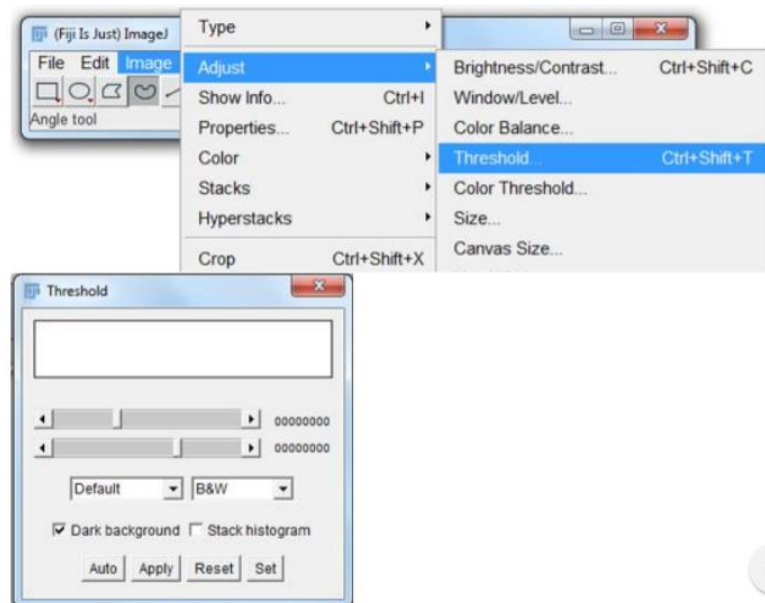 (Fiji Is Just) ImageJ
File Edit Image
Angle tool
Type
Adjust
Show Info... Ctrl+I
Properties... Ctrl+Shift+P
Color
Stacks
Hyperstacks
Crop Ctrl+Shift+X
Brightness/Contrast... Ctrl+Shift+C
Window/Level...
Color Balance...
Threshold... Ctrl+Shift+T
Color Threshold...
Size...
Canvas Size...
Threshold
00000000
00000000
Default B&W
Dark background Stack histogram
Auto Apply Reset Set